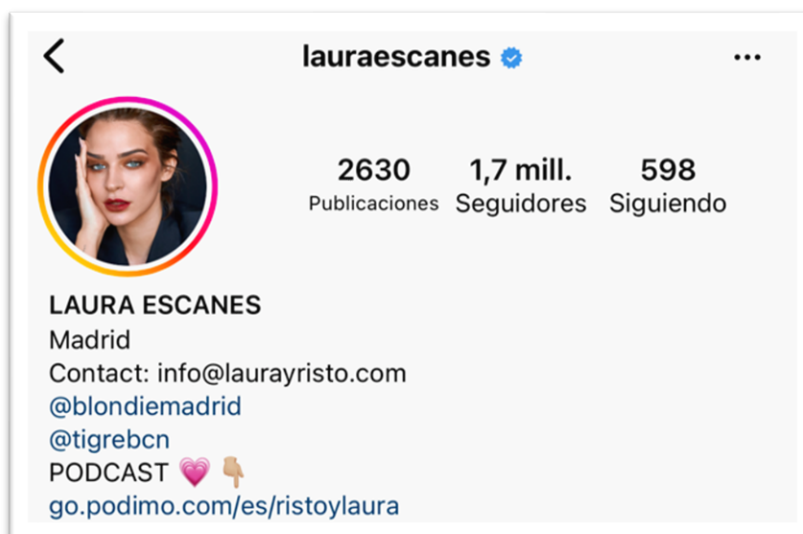 lauraescanes
2630 1,7 mill. 598
Publicaciones Seguidores Siguiendo
LAURA ESCANES
Madrid
Contact: info@laurayristo.com
@blondiemadrid
@tigrebcn
PODCAST 💗 👇🏼
go.podimo.com/es/ristoylaura